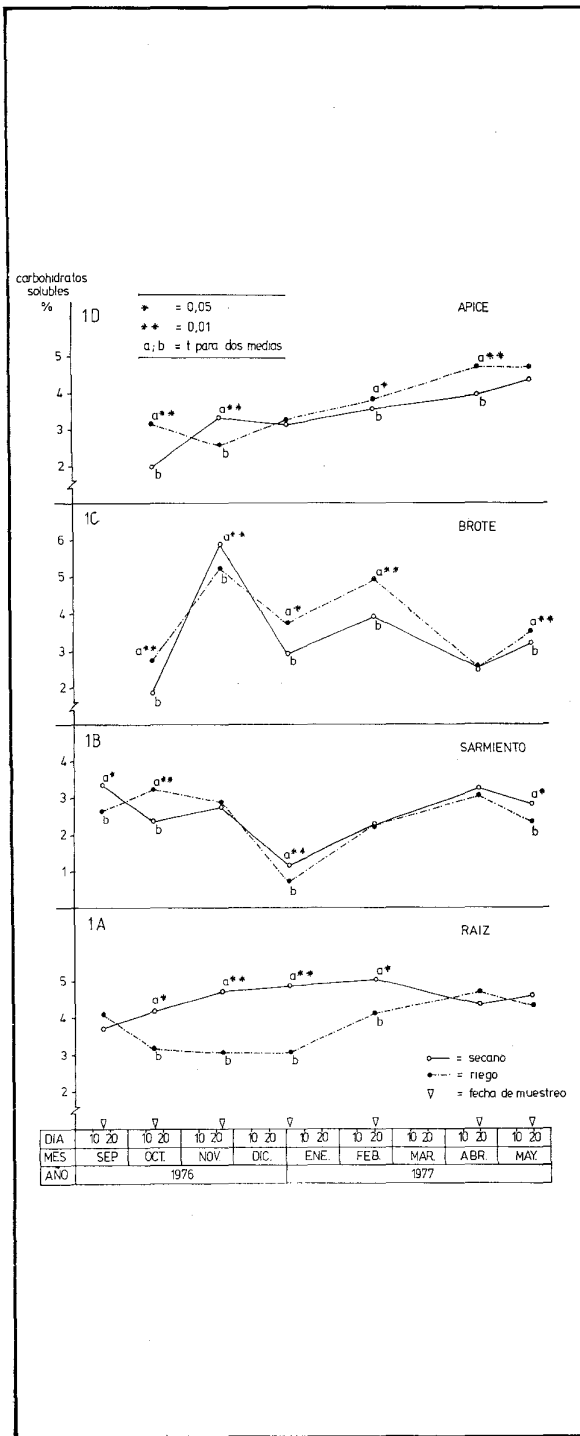 carbohidratos
solubles
%
1D
* = 0,05
** = 0,01
a;b = t para dos medias
APICE
5
4
3
2
a**
b
a**
b
a*
b
a**
b
1C
BROTE
6
5
4
3
2
a**
b
a**
b
a*
b
a**
b
a**
b
1B
SARMIENTO
4
3
2
1
a*
b
a**
b
a**
b
a*
b
1A
RAIZ
5
4
3
2
a*
b
a**
b
a**
b
a*
b
= secano
= riego
= fecha de muestreo
DIA 10 20 10 20 10 20 10 20 10 20 10 20 10 20 10 20 10 20
MES SEP OCT. NOV. DIC. ENE. FEB. MAR. ABR. MAY.
AÑO 1976 1977